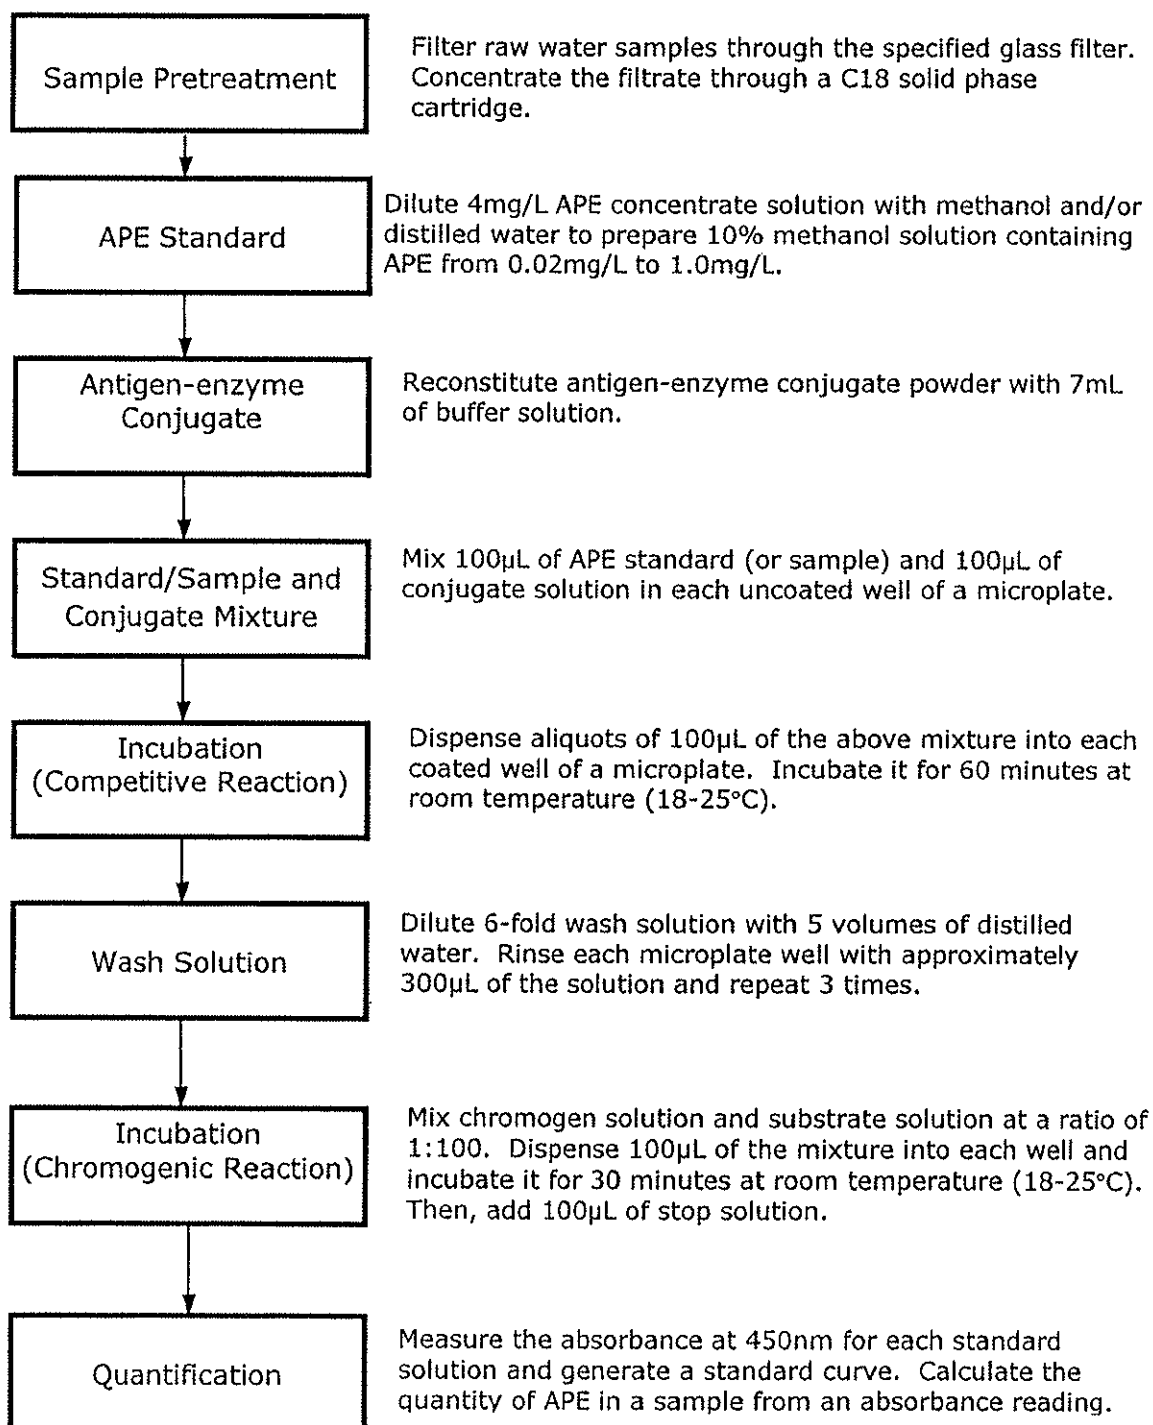 Sample Pretreatment
Filter raw water samples through the specified glass filter.
Concentrate the filtrate through a C18 solid phase
cartridge.
APE Standard
Dilute 4mg/L APE concentrate solution with methanol and/or
distilled water to prepare 10% methanol solution containing
APE from 0.02mg/L to 1.0mg/L.
Antigen-enzyme
Conjugate
Reconstitute antigen-enzyme conjugate powder with 7mL
of buffer solution.
Standard/Sample and
Conjugate Mixture
Mix 100µL of APE standard (or sample) and 100µL of
conjugate solution in each uncoated well of a microplate.
Incubation
(Competitive Reaction)
Dispense aliquots of 100µL of the above mixture into each
coated well of a microplate. Incubate it for 60 minutes at
room temperature (18-25°C).
Wash Solution
Dilute 6-fold wash solution with 5 volumes of distilled
water. Rinse each microplate well with approximately
300µL of the solution and repeat 3 times.
Incubation
(Chromogenic Reaction)
Mix chromogen solution and substrate solution at a ratio of
1:100. Dispense 100µL of the mixture into each well and
incubate it for 30 minutes at room temperature (18-25°C).
Then, add 100µL of stop solution.
Quantification
Measure the absorbance at 450nm for each standard
solution and generate a standard curve. Calculate the
quantity of APE in a sample from an absorbance reading.